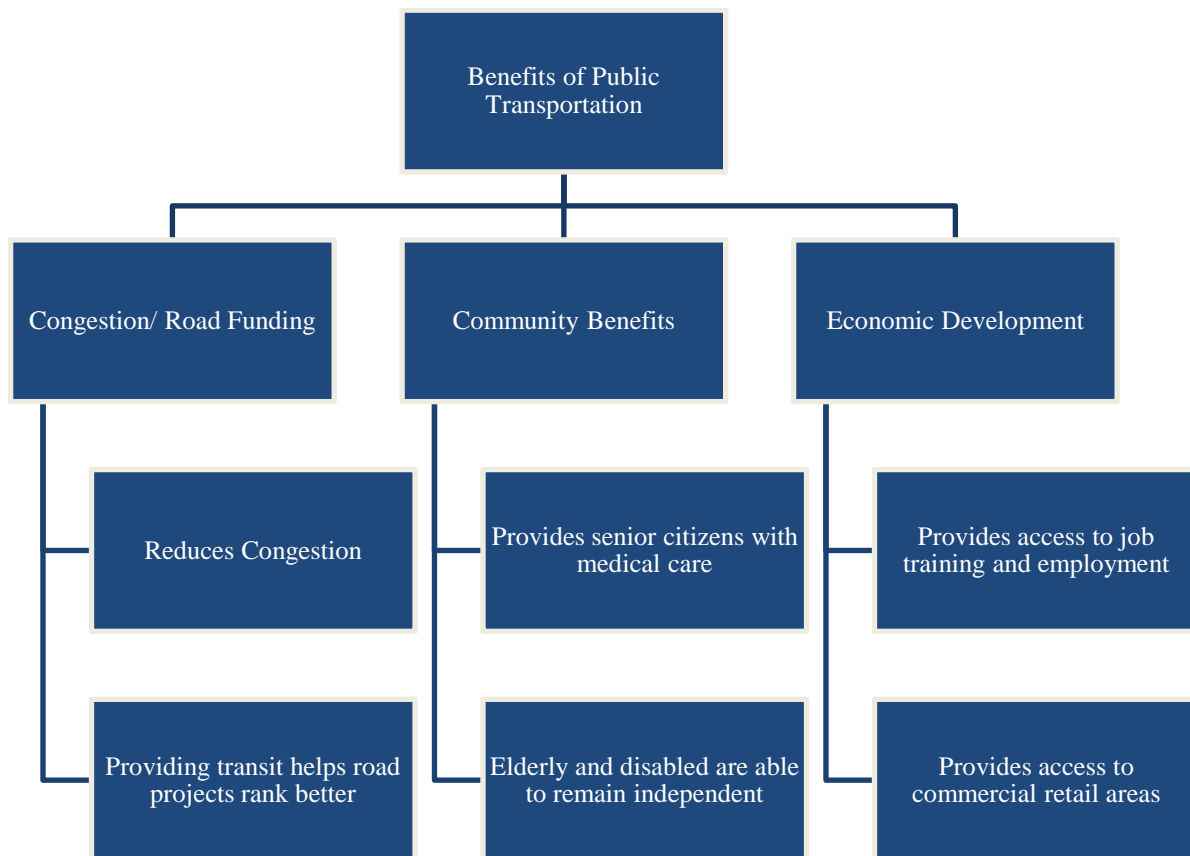 Benefits of Public
Transportation
Congestion/ Road Funding
Community Benefits
Economic Development
Reduces Congestion
Provides senior citizens with
medical care
Provides access to job
training and employment
Providing transit helps road
projects rank better
Elderly and disabled are able
to remain independent
Provides access to
commercial retail areas